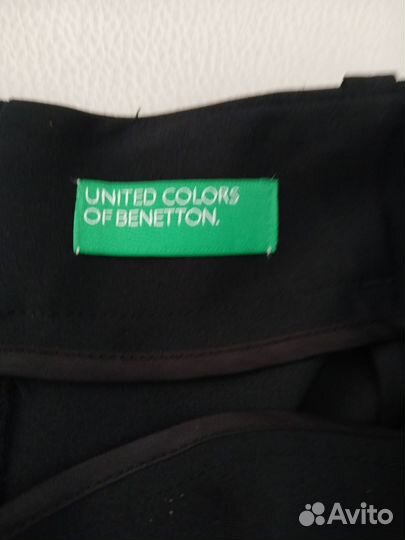 UNITED COLORS
OF BENETTON.
Avito